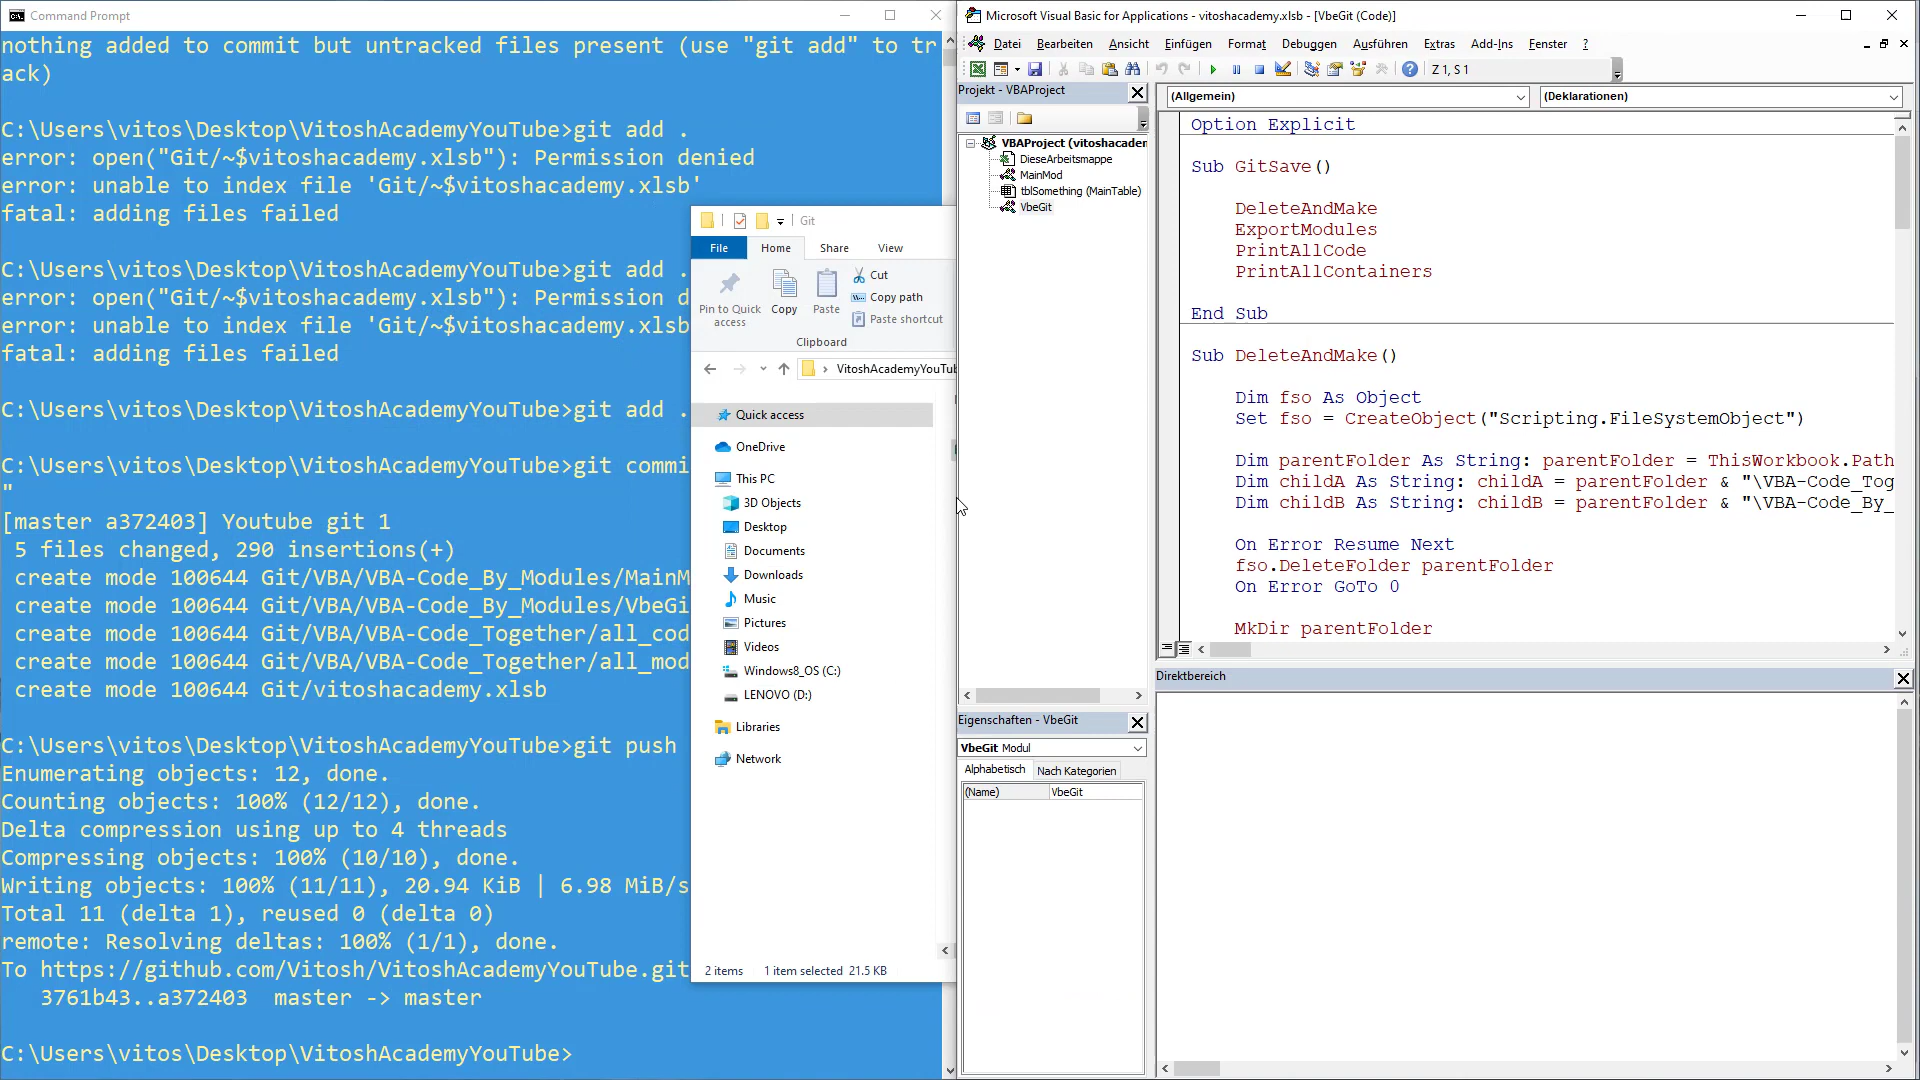 Command Prompt
nothing added to commit but untracked files present (use "git add" to tr
ack)
C:\Users\vitos\Desktop\VitoshAcademyYouTube>git add .
error: open("Git/~$vitoshacademy.xlsb"): Permission denied
error: unable to index file 'Git/~$vitoshacademy.xlsb'
fatal: adding files failed
C:\Users\vitos\Desktop\VitoshAcademyYouTube>git add .
error: open("Git/~$vitoshacademy.xlsb"): Permission d
error: unable to index file 'Git/~$vitoshacademy.xlsb
fatal: adding files failed
C:\Users\vitos\Desktop\VitoshAcademyYouTube>git add .
C:\Users\vitos\Desktop\VitoshAcademyYouTube>git commi
"
[master a372403] Youtube git 1
5 files changed, 290 insertions(+)
create mode 100644 Git/VBA/VBA-Code_By_Modules/MainM
create mode 100644 Git/VBA/VBA-Code_By_Modules/VbeGi
create mode 100644 Git/VBA/VBA-Code_Together/all_cod
create mode 100644 Git/VBA/VBA-Code_Together/all_mod
create mode 100644 Git/vitoshacademy.xlsb
C:\Users\vitos\Desktop\VitoshAcademyYouTube>git push
Enumerating objects: 12, done.
Counting objects: 100% (12/12), done.
Delta compression using up to 4 threads
Compressing objects: 100% (10/10), done.
Writing objects: 100% (11/11), 20.94 KiB | 6.98 MiB/s
Total 11 (delta 1), reused 0 (delta 0)
remote: Resolving deltas: 100% (1/1), done.
To https://github.com/Vitosh/VitoshAcademyYouTube.git
3761b43..a372403  master -> master
C:\Users\vitos\Desktop\VitoshAcademyYouTube>
Git
File Home Share View
Pin to Quick access
Copy
Paste
Cut
Copy path
Paste shortcut
Clipboard
VitoshAcademyYouTub
Quick access
OneDrive
This PC
3D Objects
Desktop
Documents
Downloads
Music
Pictures
Videos
Windows8_OS (C:)
LENOVO (D:)
Libraries
Network
2 items 1 item selected 21.5 KB
Microsoft Visual Basic for Applications - vitoshacademy.xlsb - [VbeGit (Code)]
Datei Bearbeiten Ansicht Einfügen Format Debuggen Ausführen Extras Add-Ins Fenster ?
Z 1, S 1
Projekt - VBAProject
VBAProject (vitoshacadem
DieseArbeitsmappe
MainMod
tblSomething (MainTable)
VbeGit
Eigenschaften - VbeGit
VbeGit Modul
Alphabetisch Nach Kategorien
(Name) VbeGit
(Allgemein) (Deklarationen)
Option Explicit
Sub GitSave()
DeleteAndMake
ExportModules
PrintAllCode
PrintAllContainers
End Sub
Sub DeleteAndMake()
Dim fso As Object
Set fso = CreateObject("Scripting.FileSystemObject")
Dim parentFolder As String: parentFolder = ThisWorkbook.Path
Dim childA As String: childA = parentFolder & "\VBA-Code_Tog
Dim childB As String: childB = parentFolder & "\VBA-Code_By_
On Error Resume Next
fso.DeleteFolder parentFolder
On Error GoTo 0
MkDir parentFolder
Direktbereich